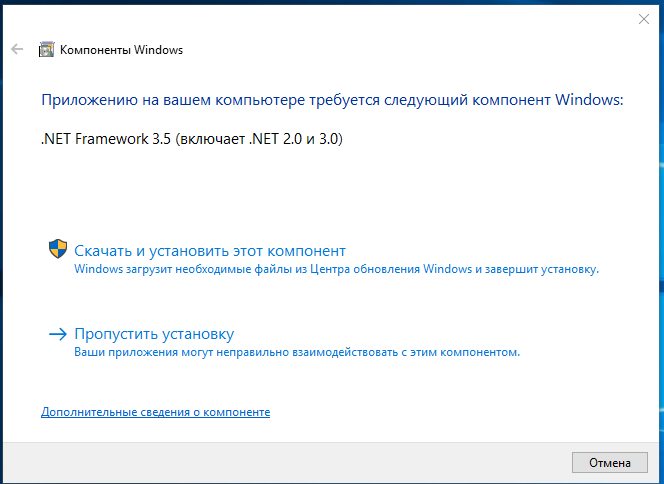 Компоненты Windows
Приложению на вашем компьютере требуется следующий компонент Windows:
.NET Framework 3.5 (включает .NET 2.0 и 3.0)
Скачать и установить этот компонент
Windows загрузит необходимые файлы из Центра обновления Windows и завершит установку.
Пропустить установку
Ваши приложения могут неправильно взаимодействовать с этим компонентом.
Дополнительные сведения о компоненте
Отмена